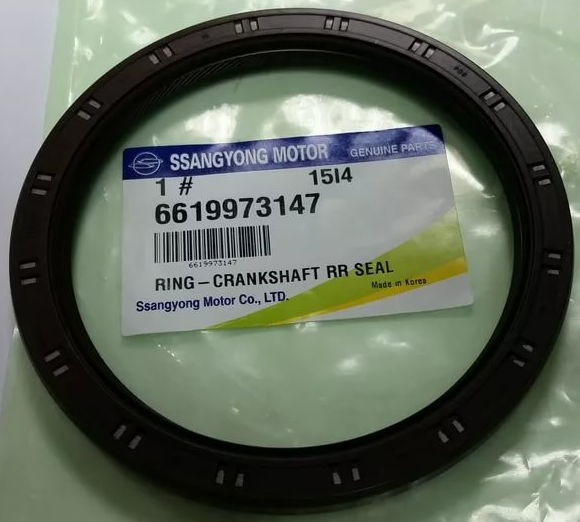 SSANGYONG MOTOR GENUINE PARTS
1 # 15I4
6619973147
6619973147
RING-CRANKSHAFT RR SEAL
Made in Korea
Ssangyong Motor Co., LTD.